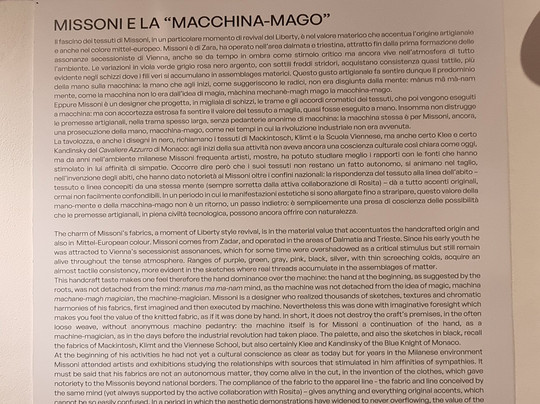 MISSONI E LA “MACCHINA-MAGO”
Il fascino dei tessuti di Missoni, in un particolare momento di revival del Liberty, è nel valore materico che accentua l'origine artigianale
e anche nel colore mittel-europeo. Missoni è di Zara, ha operato nell'area dalmata e triestina, attratto fin dalla prima formazione delle
assonanze secessioniste di Vienna, anche se da tempo in ombra come stimolo critico ma ancora vive nell'atmosfera di tutto
l'ambiente. Le variazioni in viola verde grigio rosa nero argento, con sottili freddi stridori, acquistano consistenza quasi tattile, più
evidente negli schizzi dove i fili veri si accumulano in assemblages materici. Questo gusto artigianale fa sentire dunque il predominio
della mano sulla macchina: la mano che agli inizi, come suggeriscono le radici, non era disgiunta dalla mente: mānus mā mā-nam
mente, come la macchina non lo era dall'idea di magia, māchina mechanè-magh mago la macchina-mago.
Eppure Missoni è un designer che progetta, in migliaia di schizzi, le trame e gli accordi cromatici dei tessuti, che poi vengono eseguiti
a macchina; ma con accortezza estrosa fa sentire il valore del tessuto a maglia, quasi fosse eseguito a mano. Insomma non distrugge
le premesse artigianali, nella trama spesso larga, senza pedanterie anonime di macchina: la macchina stessa è per Missoni, ancora,
una prosecuzione della mano, macchina-mago, come nei tempi in cui la rivoluzione industriale non era avvenuta.
La tavolozza, e anche i disegni in nero, richiamano i tessuti di Mackintosch, Klimt e la Scuola Viennese, ma anche certo Klee e certo
Kandinsky del Cavaliere Azzurro di Monaco: agli inizi della sua attività non aveva ancora una coscienza culturale così chiara come oggi,
ma da anni nell'ambiente milanese Missoni frequenta artisti, mostre, ha potuto studiare meglio i rapporti con le fonti che hanno
stimolato in lui affinità di simpatie. Occorre dire però che i suoi tessuti non restano un fatto autonomo, si animano nel taglio,
nell'invenzione degli abiti, che hanno dato notorietà ai Missoni oltre i confini nazionali: la rispondenza del tessuto alla linea dell'abito –
tessuto e linea concepiti da una stessa mente (sempre sorretta dalla attiva collaborazione di Rosita) – dà a tutto accenti originali,
ormai non facilmente confondibili. In un periodo in cui le manifestazioni estetiche si sono allargate fino a straripare, questo valore della
mano-mente e della macchina-mago non è un ritorno, un passo indietro; è semplicemente una presa di coscienza delle possibilità
che le premesse artigianali, in piena civiltà tecnologica, possono ancora offrire con naturalezza.
The charm of Missoni's fabrics, a moment of Liberty style revival, is in the material value that accentuates the handcrafted origin and
also in Mittel-European colour. Missoni comes from Zadar, and operated in the areas of Dalmatia and Trieste. Since his early youth he
was attracted to Vienna's secessionist assonances, which for some time were overshadowed as a critical stimulus but still remain
alive throughout the terse atmosphere. Ranges of purple, green, gray, pink, black, silver, with thin screeching colds, acquire an
almost tactile consistency, more evident in the sketches where real threads accumulate in the assemblages of matter.
This handcraft taste makes one feel therefore the hand dominance over the machine: the hand at the beginning, as suggested by the
roots, was not detached from the mind: manus ma ma-nam mind, as the machine was not detached from the idea of magic, machina
machane-magh magician, the machine-magician. Missoni is a designer who realized thousands of sketches, textures and chromatic
harmonies of his fabrics, first imagined and then executed by machine. Nevertheless this was done with imaginative foresight which
makes you feel the value of the knitted fabric, as if it was done by hand. In short, it does not destroy the craft's premises, in the often
loose weave, without anonymous machine pedantry: the machine itself is for Missoni a continuation of the hand, as a
machine-magician, as in the days before the industrial revolution had taken place. The palette, and also the sketches in black, recall
the fabrics of Mackintosh, Klimt and the Viennese School, but also certainly Klee and Kandinsky of the Blue Knight of Monaco.
At the beginning of his activities he had not yet a cultural conscience as clear as today but for years in the Milanese environment
Missoni attended artists and exhibitions studying the relationships with sources that stimulated in him affinities of sympathies. It
must be said that his fabrics are not an autonomous matter, they come alive in the cut, in the invention of the clothes, which gave
notoriety to the Missonis beyond national borders. The compliance of the fabric to the apparel line - the fabric and line conceived by
the same mind (yet always supported by the active collaboration with Rosita) – gives anything and everything original accents, which
cannot be so easily confused. In a period in which the aesthetic demonstrations have widened to never overflowing, the value of the